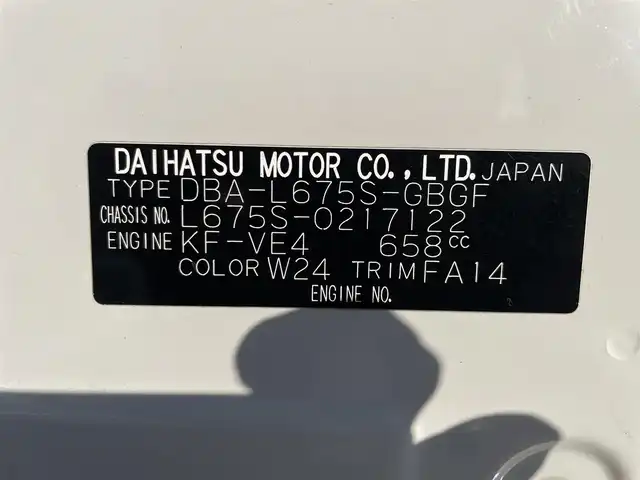 DAIHATSU MOTOR CO., LTD. JAPAN
TYPE DBA-L675S-GBGF
CHASSIS NO. L675S-0217122
ENGINE KF-VE4 658cc
COLOR W24 TRIM FA14
ENGINE NO.